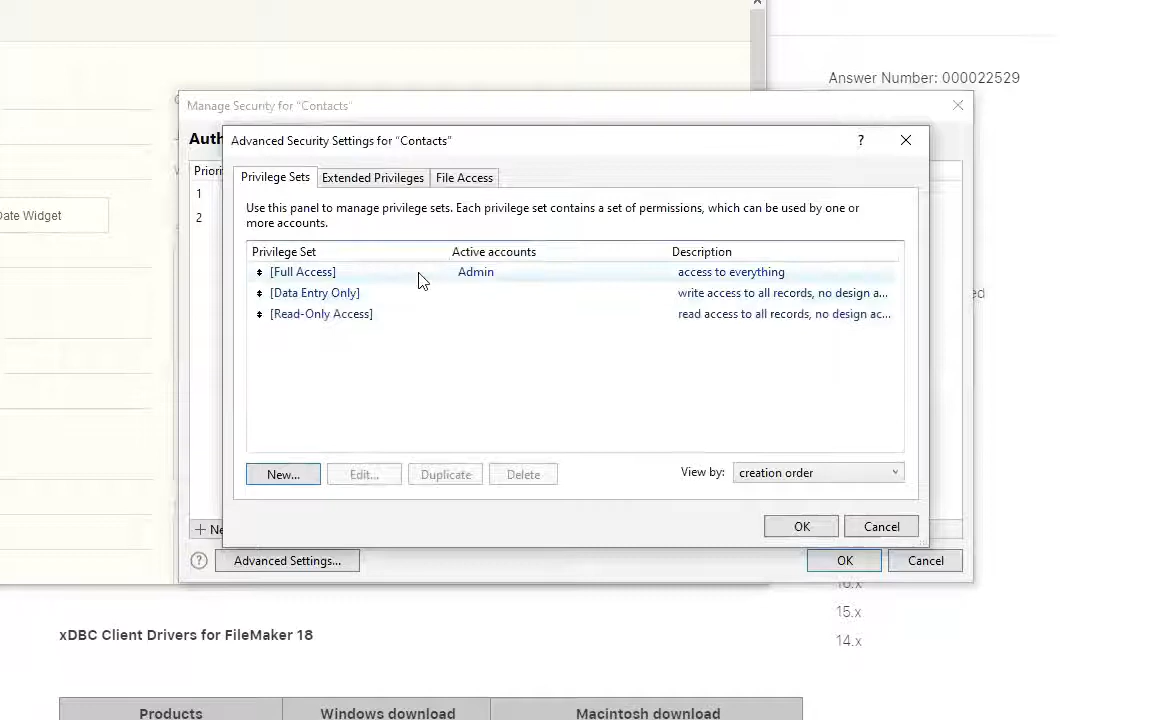 Answer Number: 000022529
Manage Security for "Contacts"
Auth
Advanced Security Settings for "Contacts"
?
Priori
Privilege Sets
Extended Privileges
File Access
1
Use this panel to manage privilege sets. Each privilege set contains a set of permissions, which can be used by one or
more accounts.
Date Widget
2
Privilege Set
Active accounts
Description
[Full Access]
Admin
access to everything
[Data Entry Only]
write access to all records, no design a...
ed
[Read-Only Access]
read access to all records, no design ac...
New...
Edit...
Duplicate
Delete
View by:
creation order
OK
Cancel
+ Ne
?
Advanced Settings...
OK
Cancel
16.x
15.x
xDBC Client Drivers for FileMaker 18
14.x
Products
Windows download
Macintosh download